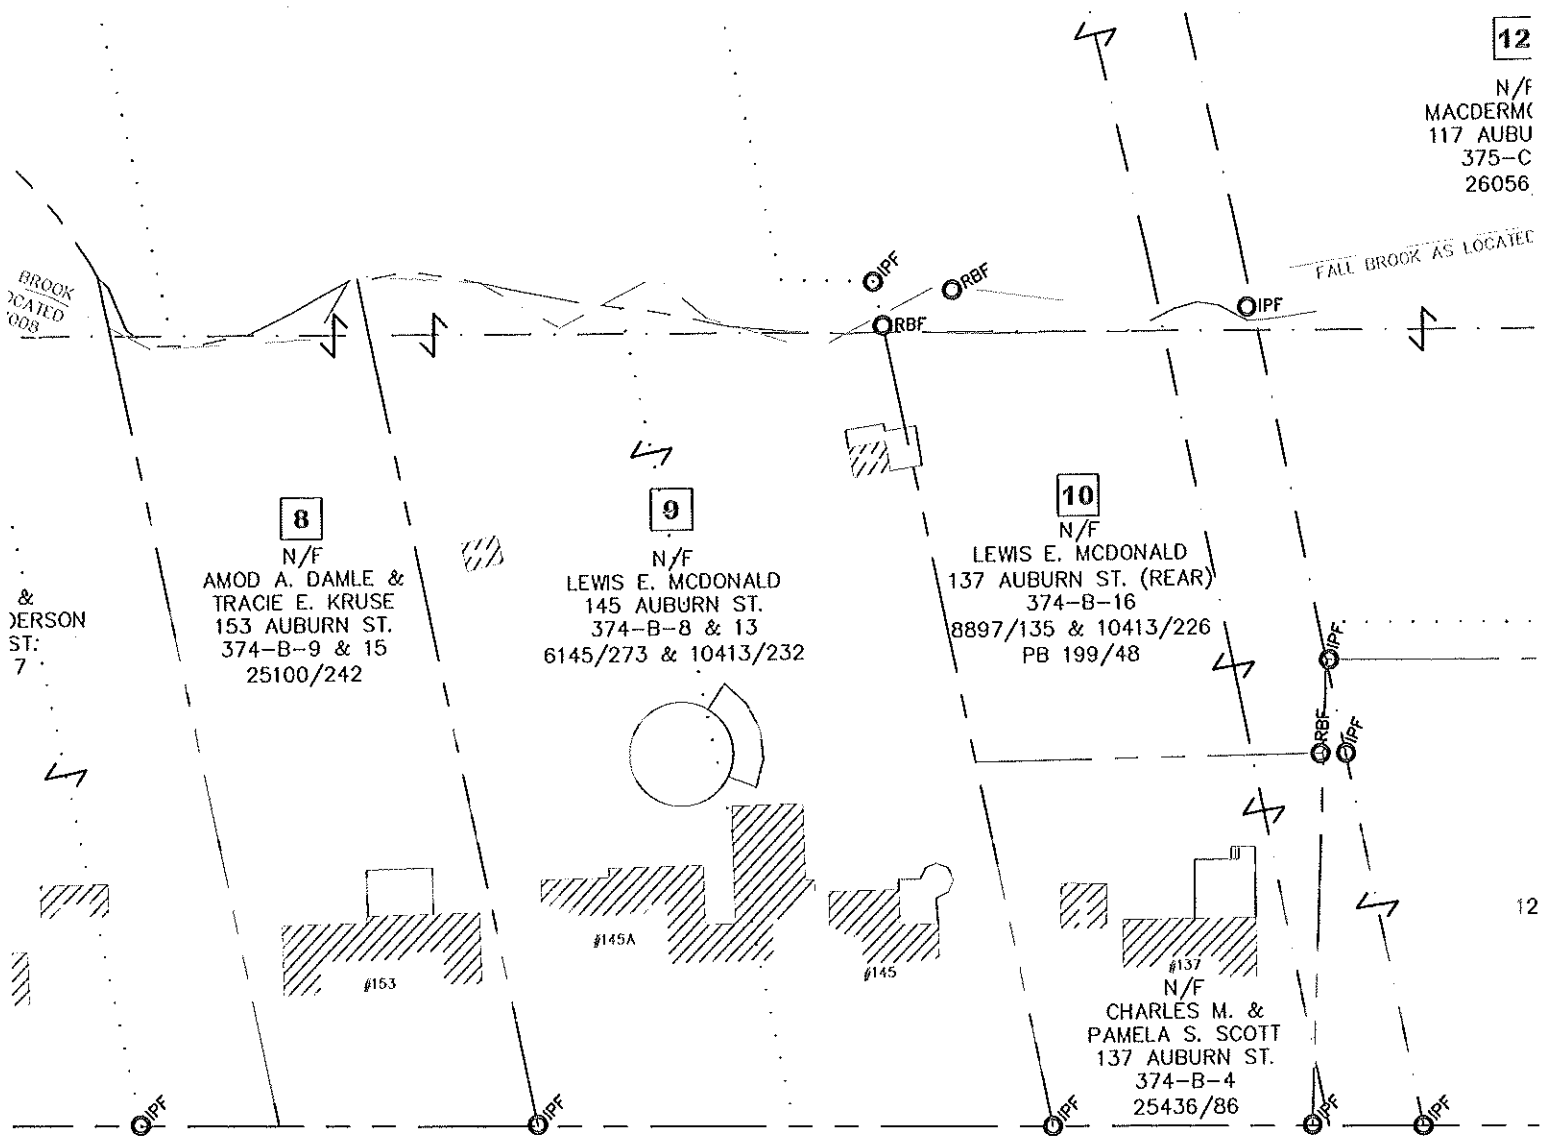 12
N/F
117 AUBU
375-C
26056
FALL BROOK AS LOCATED
BROOK
IPF
RBF
RBF
IPF
8
N/F
AMOD A. DAMLE &
TRACIE E. KRUSE
153 AUBURN ST.
374-B-9 & 15
25100/242
9
N/F
LEWIS E. MCDONALD
145 AUBURN ST.
374-B-8 & 13
6145/273 & 10413/232
10
N/F
LEWIS E. MCDONALD
137 AUBURN ST. (REAR)
374-B-16
8897/135 & 10413/226
PB 199/48
&
ST.
7
IPF
RBF
IPF
12
#153
#145A
#145
#137
N/F
CHARLES M. &
PAMELA S. SCOTT
137 AUBURN ST.
374-B-4
25436/86
IPF
IPF
IPF
IPF
IPF